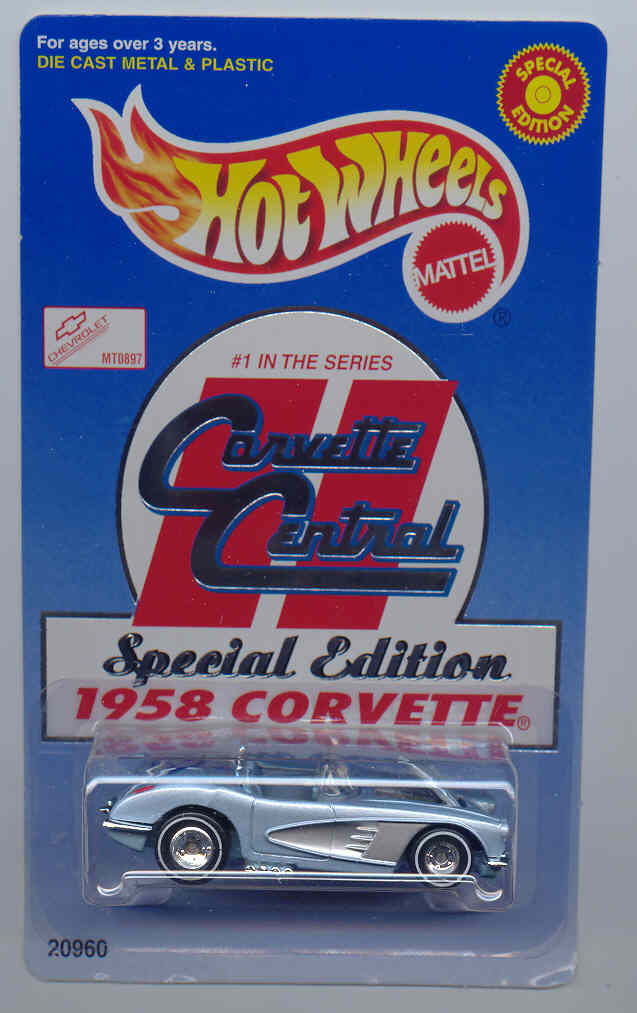 For ages over 3 years.
DIE CAST METAL & PLASTIC
SPECIAL EDITION
HOT WHEELS
MATTEL
®
CHEVROLET
MT0897
#1 IN THE SERIES
Corvette
Central
Special Edition
1958 CORVETTE®
20960